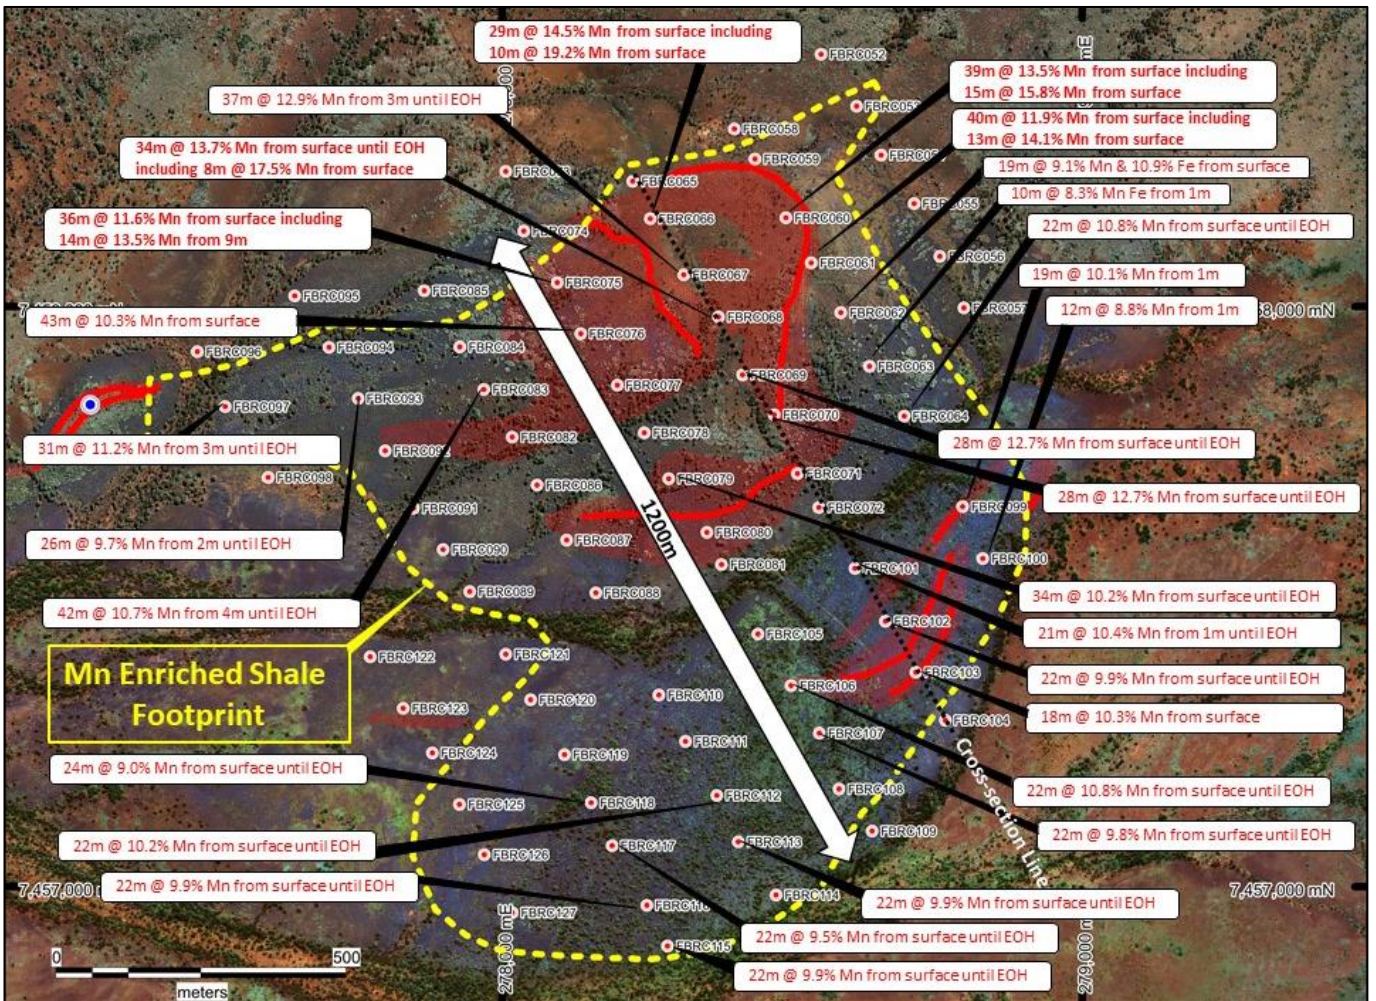 29m @ 14.5% Mn from surface including
10m @ 19.2% Mn from surface
FBRC052
mE
39m @ 13.5% Mn from surface including
15m @ 15.8% Mn from surface
37m @ 12.9% Mn from 3m until EOH
FBRC058
40m @ 11.9% Mn from surface including
13m @ 14.1% Mn from surface
34m @ 13.7% Mn from surface until EOH
including 8m @ 17.5% Mn from surface
FBRC059
19m @ 9.1% Mn & 10.9% Fe from surface
FBRC065
10m @ 8.3% Mn Fe from 1m
FBRC055
36m @ 11.6% Mn from surface including
14m @ 13.5% Mn from 9m
FBRC066
FBRC060
22m @ 10.8% Mn from surface until EOH
FBRC074
FBRC061
FBRC056
FBRC067
19m @ 10.1% Mn from 1m
FBRC075
FBRC085
FBRC095
12m @ 8.8% Mn from 1m
43m @ 10.3% Mn from surface
FBRC068
FBRC062
FBRC057
FBRC076
FBRC096
FBRC094
FBRC084
FBRC063
FBRC069
FBRC077
FBRC083
FBRC093
FBRC097
FBRC070
FBRC064
31m @ 11.2% Mn from 3m until EOH
FBRC082
FBRC078
28m @ 12.7% Mn from surface until EOH
FBRC092
FBRC098
FBRC086
FBRC079
FBRC071
28m @ 12.7% Mn from surface until EOH
FBRC091
FBRC072
FBRC099
26m @ 9.7% Mn from 2m until EOH
FBRC090
FBRC087
1200m
FBRC080
FBRC100
FBRC081
FBRC101
42m @ 10.7% Mn from 4m until EOH
FBRC089
FBRC088
34m @ 10.2% Mn from surface until EOH
FBRC102
21m @ 10.4% Mn from 1m until EOH
FBRC105
Mn Enriched Shale
Footprint
FBRC122
FBRC121
FBRC103
22m @ 9.9% Mn from surface until EOH
FBRC106
FBRC110
FBRC120
18m @ 10.3% Mn from surface
FBRC123
FBRC104
FBRC107
FBRC111
FBRC124
FBRC119
Cross-section Line
24m @ 9.0% Mn from surface until EOH
22m @ 10.8% Mn from surface until EOH
FBRC125
FBRC118
FBRC112
FBRC108
22m @ 9.8% Mn from surface until EOH
FBRC109
22m @ 10.2% Mn from surface until EOH
FBRC126
FBRC117
FBRC113
22m @ 9.9% Mn from surface until EOH
7,457,000
FBRC114
7,457,000 mN
FBRC127
22m @ 9.9% Mn from surface until EOH
278,000 mE
279,000 mE
22m @ 9.5% Mn from surface until EOH
FBRC115
22m @ 9.9% Mn from surface until EOH
0
500
meters